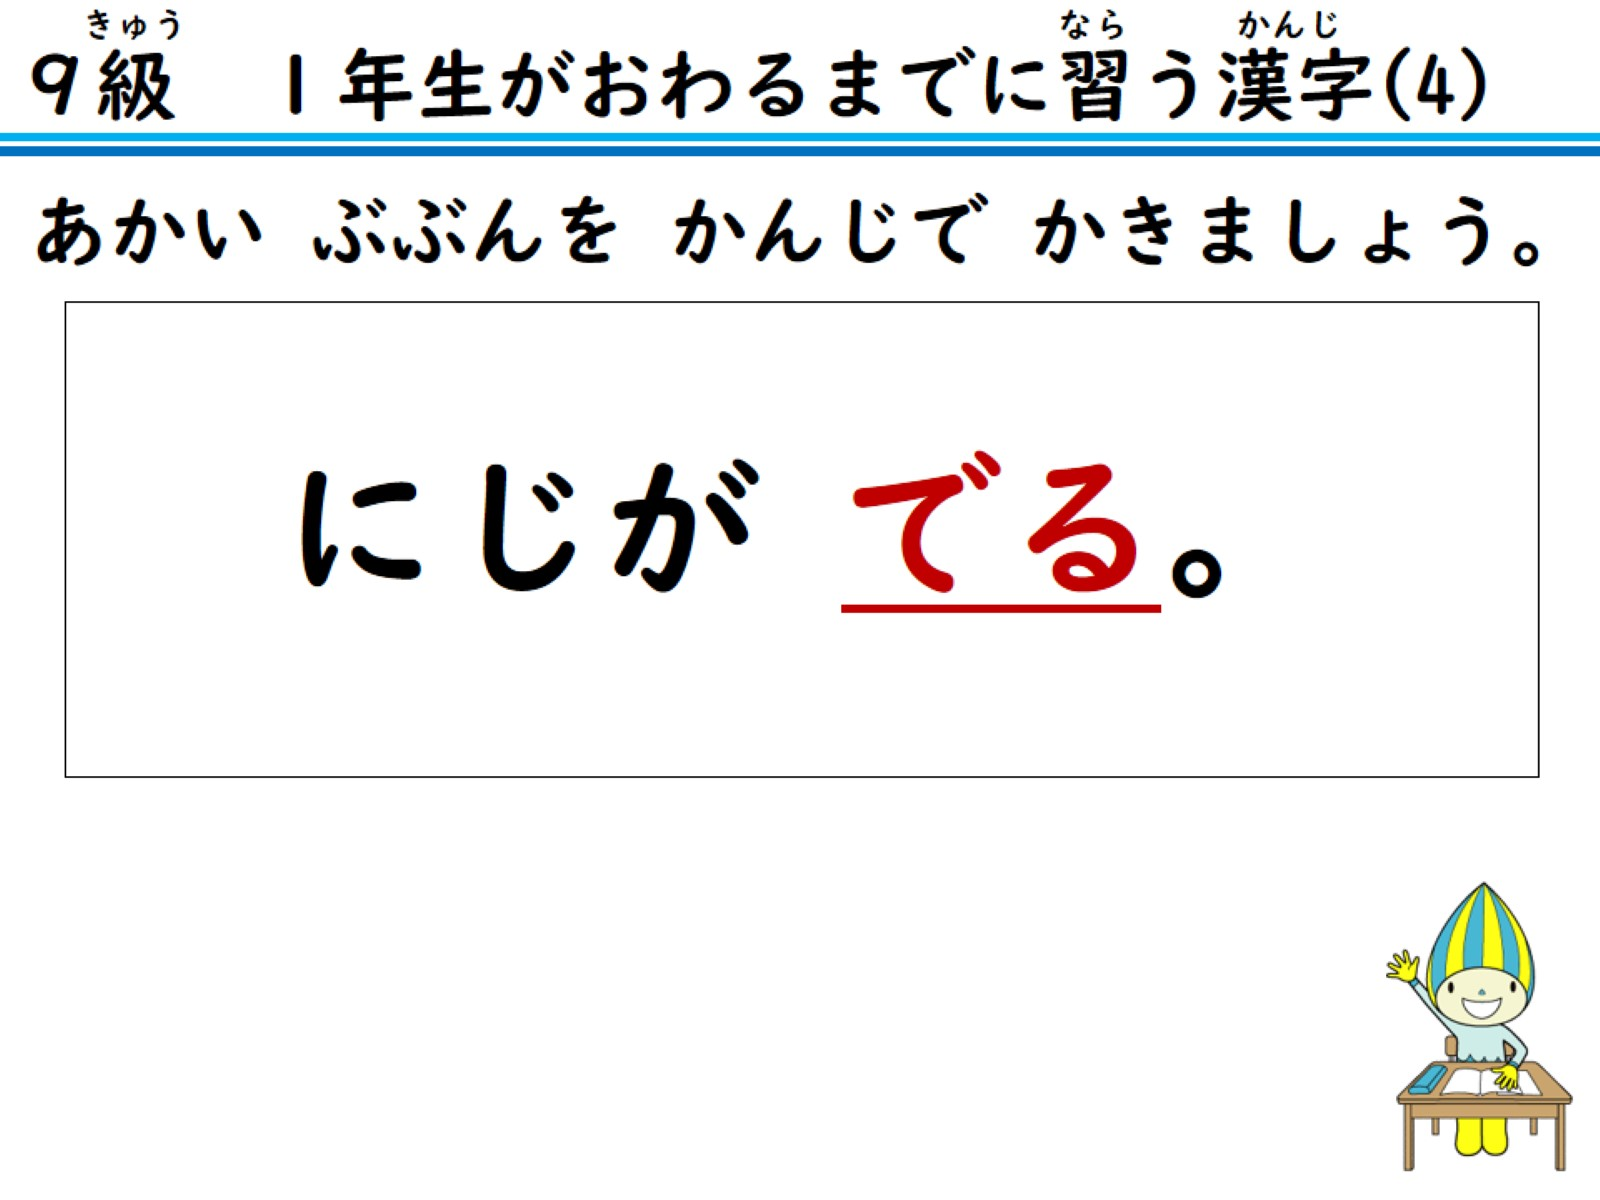 きゅう なら かんじ
９級　１年生がおわるまでに習う漢字(4)
あかい ぶぶんを かんじで かきましょう。
にじが でる。